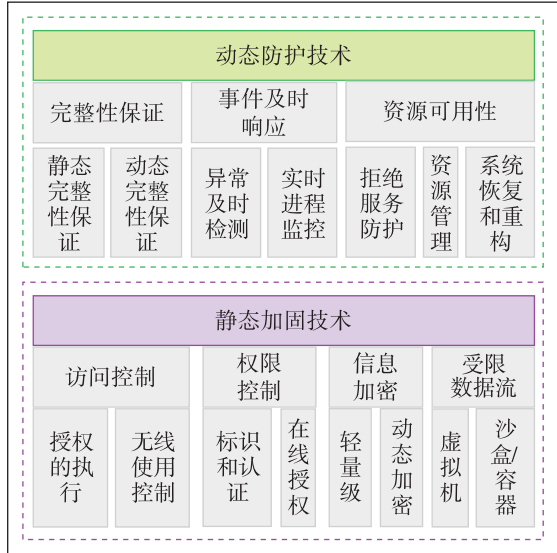 动态防护技术
完整性保证
事件及时
响应
资源可用性
静态
完整
性保
证
动态
完整
性保
证
异常
及时
检测
实时
进程
监控
拒绝
服务
防护
资
源
管
理
系统
恢复
和重
构
静态加固技术
访问控制
权限
控制
信息
加密
受限
数据流
授权
的执
行
无线
使用
控制
标识
和认
证
在
线
授
权
轻
量
级
动
态
加
密
虚
拟
机
沙
盒/
容
器